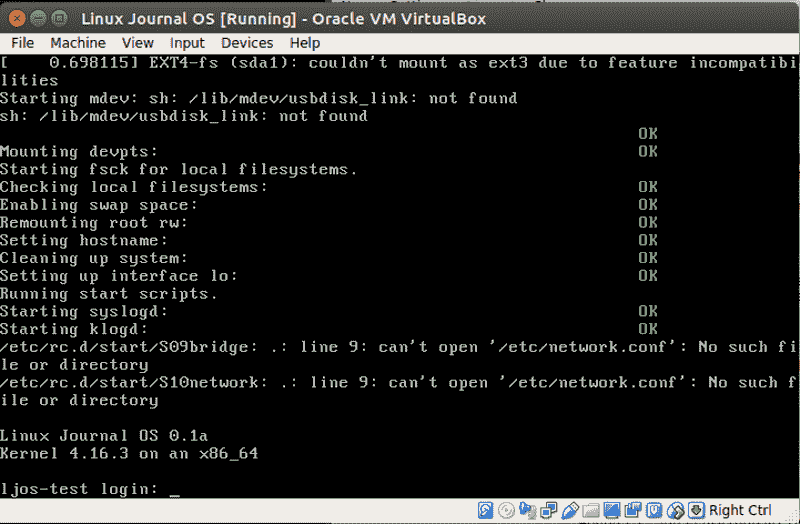 Linux Journal OS [Running] - Oracle VM VirtualBox
File Machine View Input Devices Help
[    0.698115] EXT4-fs (sda1): couldn't mount as ext3 due to feature incompatibi
lities
Starting mdev: sh: /lib/mdev/usbdisk_link: not found
sh: /lib/mdev/usbdisk_link: not found
OK
Mounting devpts: OK
Starting fsck for local filesystems.
Checking local filesystems: OK
Enabling swap space: OK
Remounting root rw: OK
Setting hostname: OK
Cleaning up system: OK
Setting up interface lo: OK
Running start scripts.
Starting syslogd: OK
Starting klogd: OK
/etc/rc.d/start/S09bridge: .: line 9: can't open '/etc/network.conf': No such fi
le or directory
/etc/rc.d/start/S10network: .: line 9: can't open '/etc/network.conf': No such f
ile or directory
Linux Journal OS 0.1a
Kernel 4.16.3 on an x86_64
ljos-test login: _
Right Ctrl